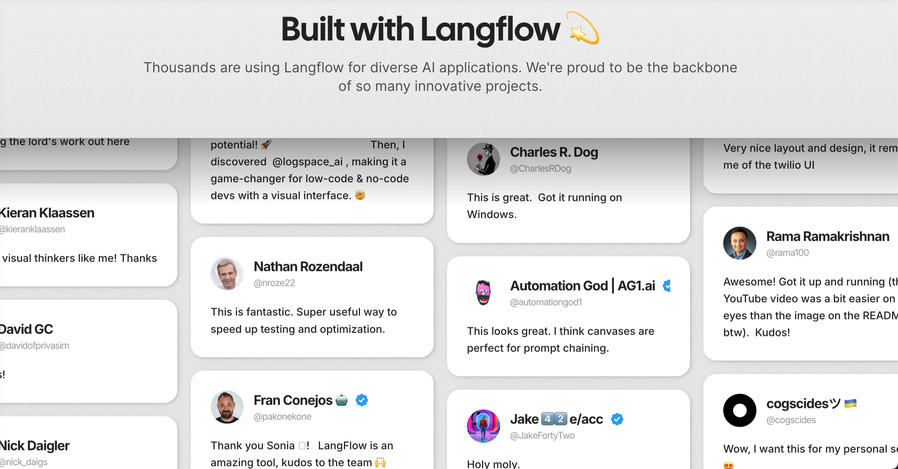 Built with Langflow 💫
Thousands are using Langflow for diverse AI applications. We're proud to be the backbone
of so many innovative projects.
the lord's work out here
Kieran Klaassen
@kieranklaassen
visual thinkers like me! Thanks
David GC
@davidofprivasim
s!
Nick Daigler
@nick_daigs
potential! 🚀 Then, I
discovered @logspace_ai , making it a
game-changer for low-code & no-code
devs with a visual interface. 🤯
Nathan Rozendaal
@nroze22
This is fantastic. Super useful way to
speed up testing and optimization.
Fran Conejos
@pakonekone
Thank you Sonia □! LangFlow is an
amazing tool, kudos to the team 🙌
Charles R. Dog
@CharlesRDog
This is great. Got it running on
Windows.
Automation God | AG1.ai
@automationgod1
This looks great. I think canvases are
perfect for prompt chaining.
Jake 4️⃣2️⃣ e/acc
@JakeFortyTwo
Holy moly.
Very nice layout and design, it rem
me of the twilio UI
Rama Ramakrishnan
@rama100
Awesome! Got it up and running (th
YouTube video was a bit easier on
eyes than the image on the READM
btw). Kudos!
cogscidesツ 🇺🇦
@cogscides
Wow, I want this for my personal s
😍